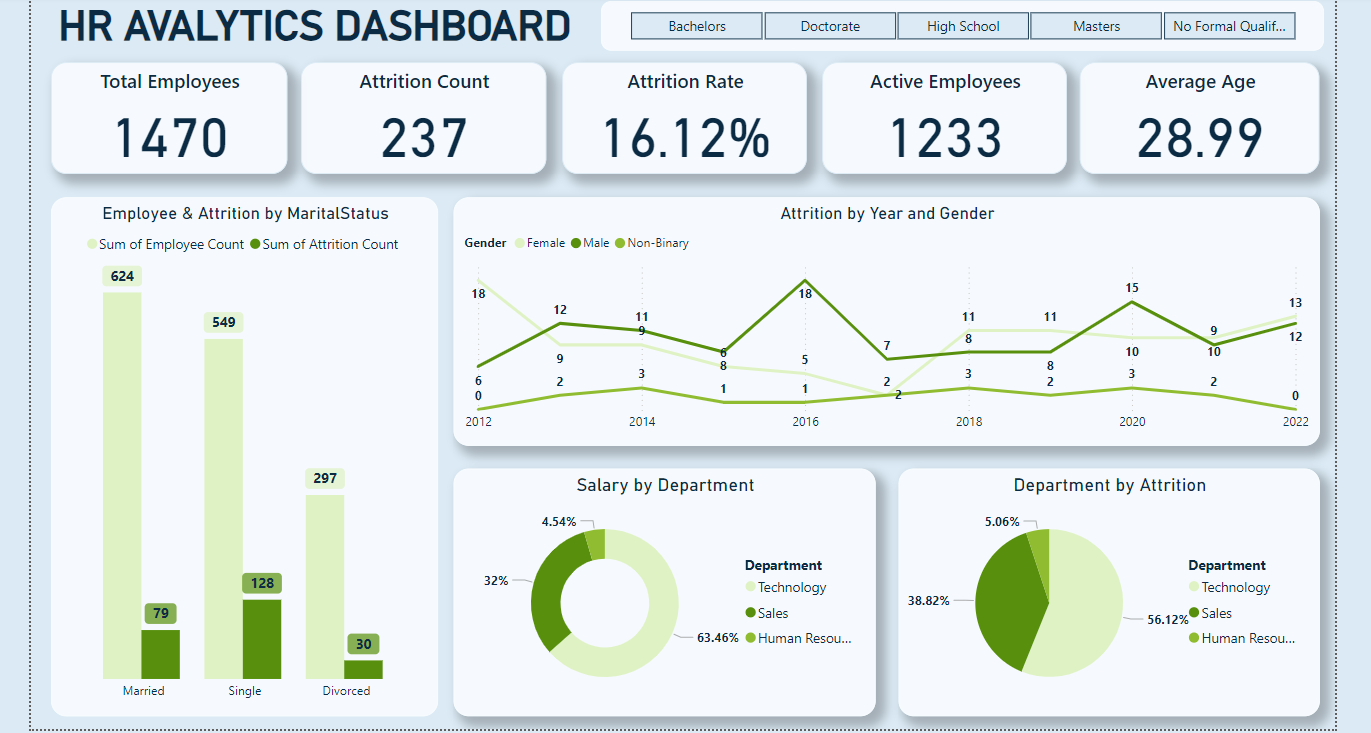 HR AVALYTICS DASHBOARD
Bachelors
Doctorate
High School
Masters
No Formal Qualif...
Total Employees
1470
Attrition Count
237
Attrition Rate
16.12%
Active Employees
1233
Average Age
28.99
Employee & Attrition by MaritalStatus
Sum of Employee Count Sum of Attrition Count
624
549
297
79
128
30
Married Single Divorced
Attrition by Year and Gender
Gender Female Male Non-Binary
18 9 9 8 5 2 11 11 10 10 13
6 12 11 6 18 7 8 8 15 9 12
0 2 3 1 1 2 3 2 3 2 0
2012 2014 2016 2018 2020 2022
Salary by Department
4.54%
32%
63.46%
Department
Technology
Sales
Human Resou...
Department by Attrition
5.06%
38.82%
56.12%
Department
Technology
Sales
Human Resou...